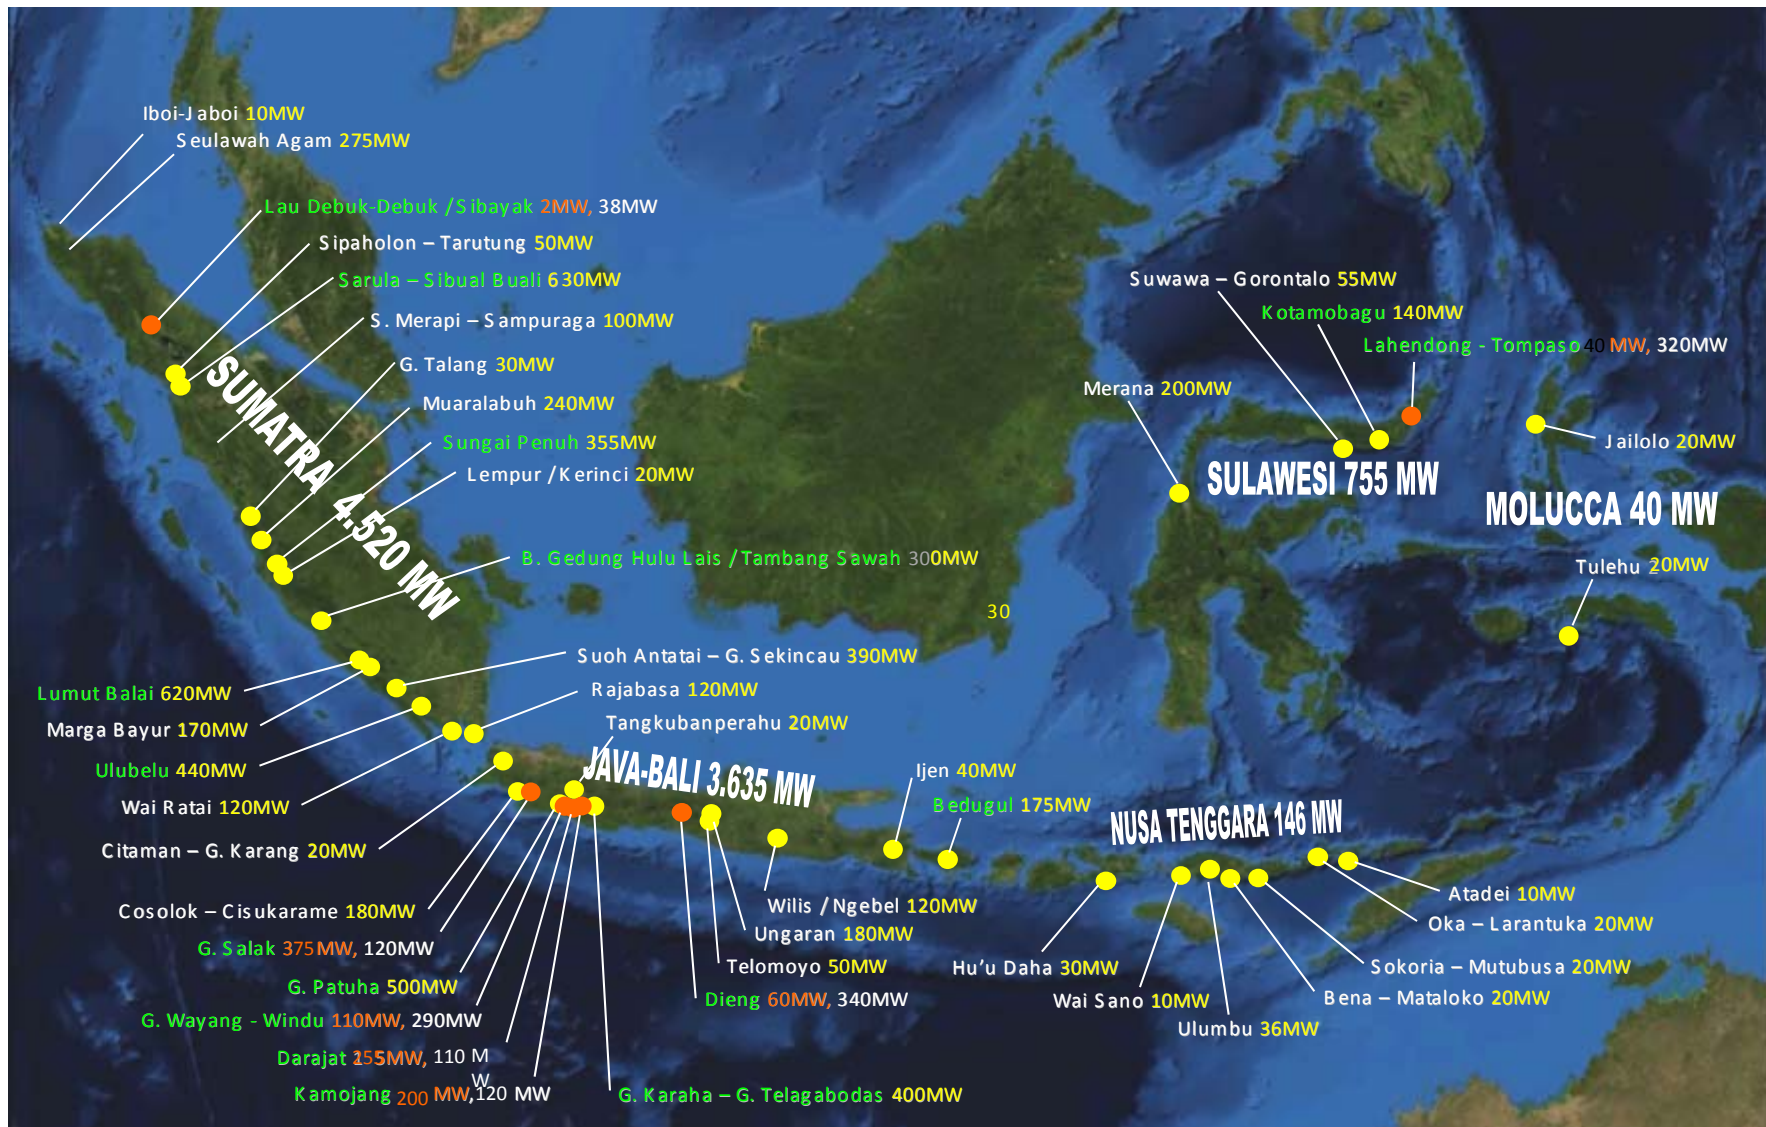 Iboi-Jaboi 10MW
Seulawah Agam 275MW
Lau Debuk-Debuk / Sibayak 2MW, 38MW
Sipaholon – Tarutung 50MW
Sarula – Sibual Buali 630MW
S. Merapi – Sampuraga 100MW
G. Talang 30MW
Muaralabuh 240MW
Sungai Penuh 355MW
Lempur / Kerinci 20MW
SUMATRA 4.520 MW
B. Gedung Hulu Lais / Tambang Sawah 300MW
30
Suwawa – Gorontalo 55MW
Kotamobagu 140MW
Lahendong - Tompaso 40 MW, 320MW
Merana 200MW
SULAWESI 755 MW
Jailolo 20MW
MOLUCCA 40 MW
Tulehu 20MW
Suoh Antatai – G. Sekincau 390MW
Rajabasa 120MW
Tangkubanperahu 20MW
Lumut Balai 620MW
Marga Bayur 170MW
Ulubelu 440MW
Wai Ratai 120MW
Citaman – G. Karang 20MW
JAVA-BALI 3.635 MW
Ijen 40MW
Bedugul 175MW
NUSA TENGGARA 146 MW
Cosolok – Cisukarame 180MW
G. Salak 375MW, 120MW
G. Patuha 500MW
G. Wayang - Windu 110MW, 290MW
Darajat 255MW, 110 M
W
Kamojang 200 MW, 120 MW
G. Karaha – G. Telagabodas 400MW
Wilis / Ngebel 120MW
Ungaran 180MW
Telomoyo 50MW
Dieng 60MW, 340MW
Hu'u Daha 30MW
Wai Sano 10MW
Ulumbu 36MW
Bena – Mataloko 20MW
Sokoria – Mutubusa 20MW
Oka – Larantuka 20MW
Atadei 10MW